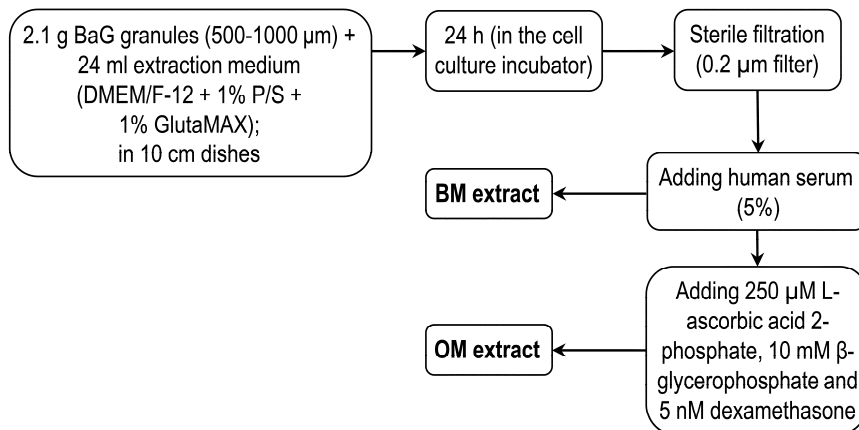 2.1 g BaG granules (500-1000 µm) +
24 ml extraction medium
(DMEM/F-12 + 1% P/S +
1% GlutaMAX);
in 10 cm dishes
24 h (in the cell
culture incubator)
Sterile filtration
(0.2 µm filter)
Adding human serum
(5%)
BM extract
Adding 250 µM L-
ascorbic acid 2-
phosphate, 10 mM β-
glycerophosphate and
5 nM dexamethasone
OM extract